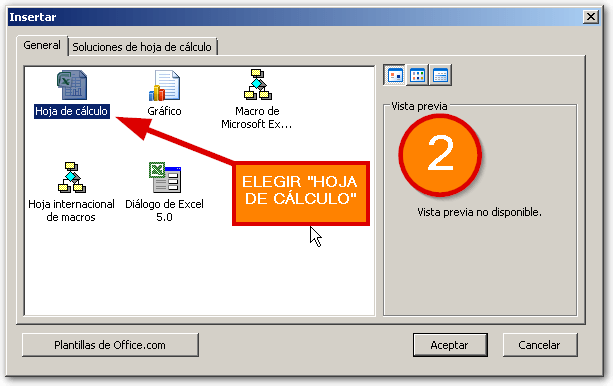 Insertar
General
Soluciones de hoja de cálculo
Hoja de cálculo
Gráfico
Macro de
Microsoft Ex...
Hoja internacional
de macros
Diálogo de Excel
5.0
ELEGIR "HOJA
DE CÁLCULO"
Vista previa
2
Vista previa no disponible.
Plantillas de Office.com
Aceptar
Cancelar